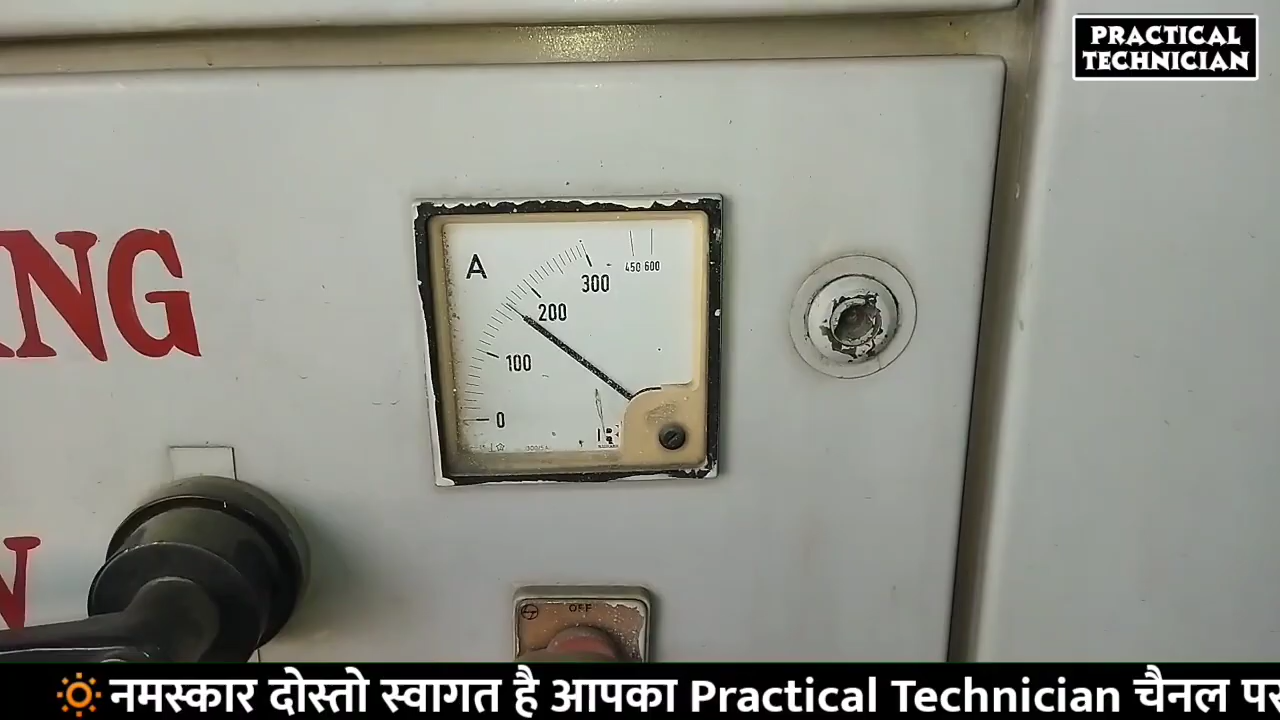 PRACTICAL
TECHNICIAN
NG
A
300
450 600
200
100
0
OFF
🔅नमस्कार दोस्तो स्वागत है आपका Practical Technician चैनल पर